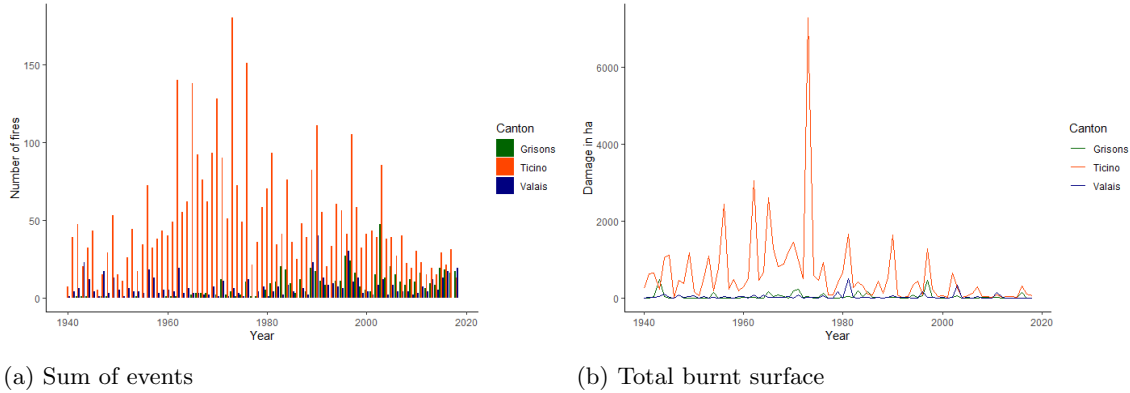 Number of fires
150
100
50
0
1940
1960
1980
2000
2020
Year
Canton
Grisons
Ticino
Valais
(a) Sum of events
Damage in ha
6000
4000
2000
0
1940
1960
1980
2000
2020
Year
Canton
Grisons
Ticino
Valais
(b) Total burnt surface